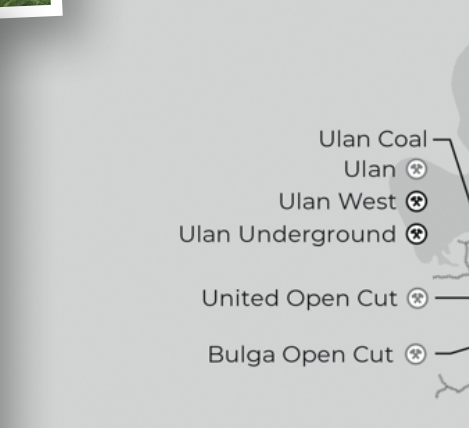 Ulan Coal
Ulan
Ulan West
Ulan Underground
United Open Cut
Bulga Open Cut